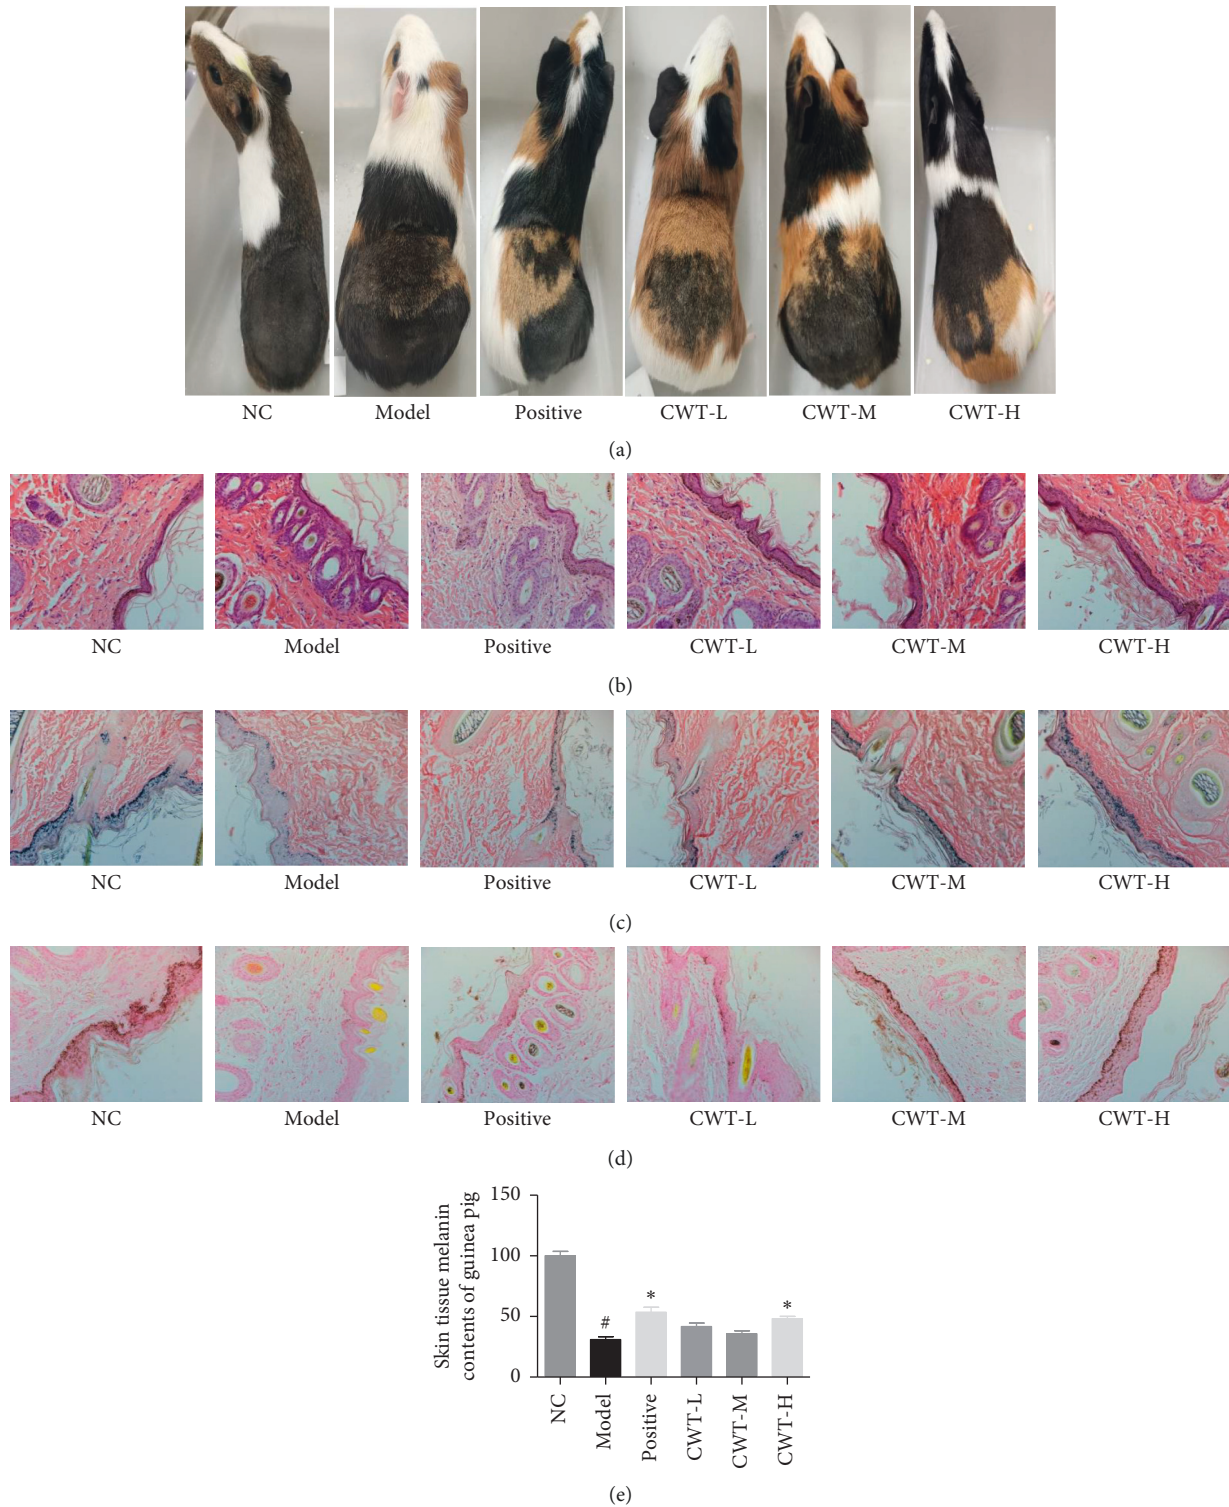 NC Model Positive CWT-L CWT-M CWT-H
(a)
NC Model Positive CWT-L CWT-M CWT-H
(b)
NC Model Positive CWT-L CWT-M CWT-H
(c)
NC Model Positive CWT-L CWT-M CWT-H
(d)
Skin tissue melanin
contents of guinea pig
150
100
50
0
#
*
*
NC
Model
Positive
CWT-L
CWT-M
CWT-H
(e)